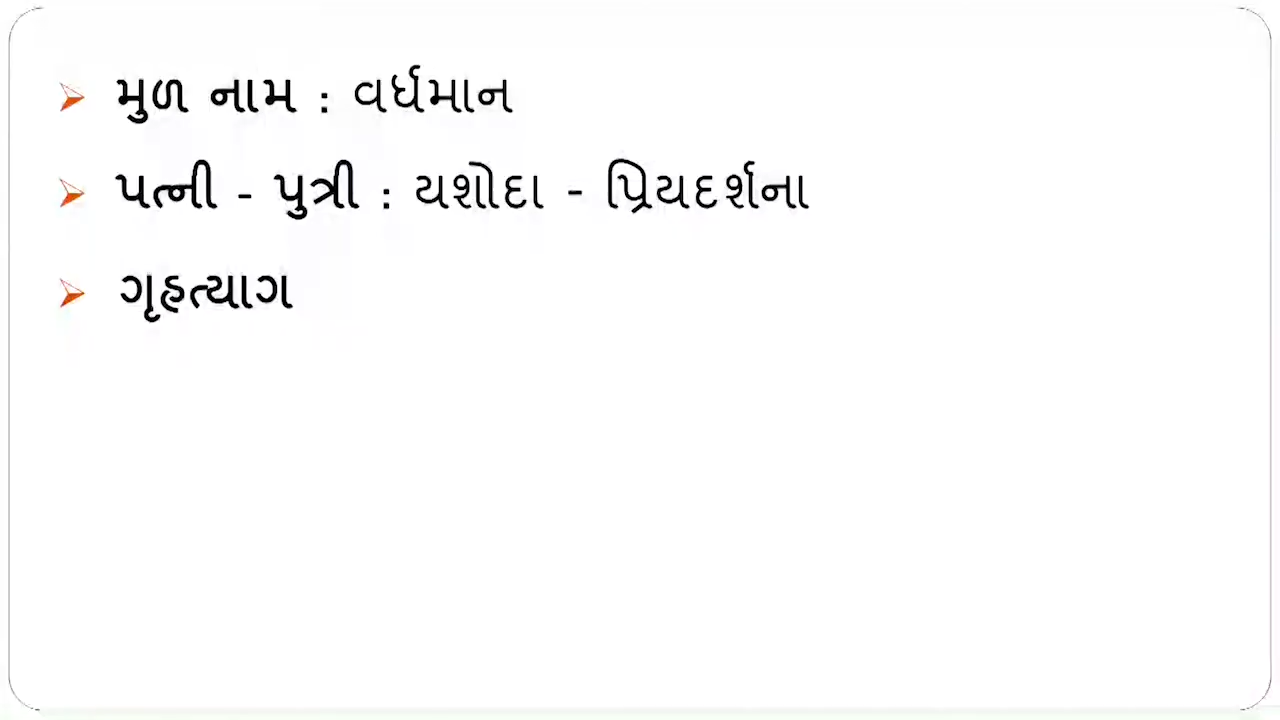 મુળ નામ : વર્ધમાન
પત્ની - પુત્રી : યશોદા - પ્રિયદર્શના
ગૃહત્યાગ